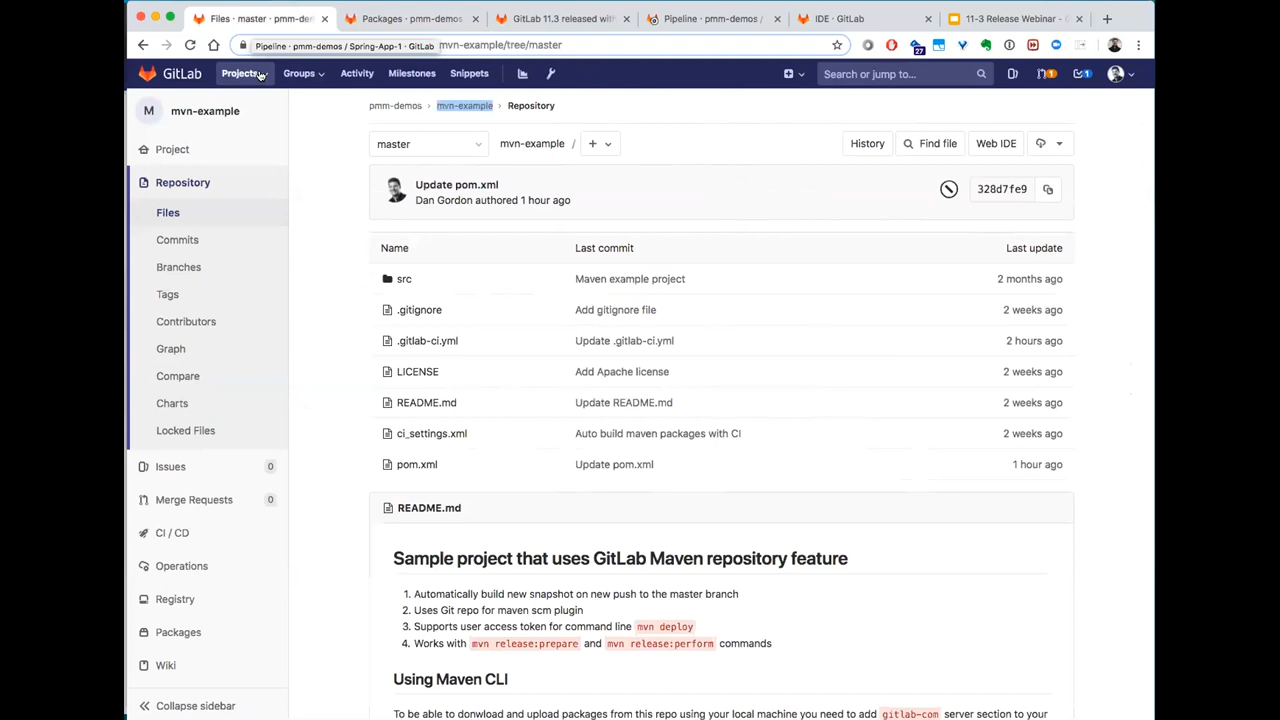 Files · master · pmm-dem
Packages · pmm-demos
GitLab 11.3 released with
Pipeline · pmm-demos /
IDE · GitLab
11-3 Release Webinar - G
Pipeline · pmm-demos / Spring-App-1 · GitLab
mvn-example/tree/master
27
GitLab
Projects
Groups
Activity
Milestones
Snippets
Search or jump to...
1
1
M
mvn-example
Project
Repository
Files
Commits
Branches
Tags
Contributors
Graph
Compare
Charts
Locked Files
Issues 0
Merge Requests 0
CI / CD
Operations
Registry
Packages
Wiki
Collapse sidebar
pmm-demos › mvn-example › Repository
master
mvn-example / +
History
Find file
Web IDE
Update pom.xml
Dan Gordon authored 1 hour ago
328d7fe9
Name Last commit Last update
src Maven example project 2 months ago
.gitignore Add gitignore file 2 weeks ago
.gitlab-ci.yml Update .gitlab-ci.yml 2 hours ago
LICENSE Add Apache license 2 weeks ago
README.md Update README.md 2 weeks ago
ci_settings.xml Auto build maven packages with CI 2 weeks ago
pom.xml Update pom.xml 1 hour ago
README.md
Sample project that uses GitLab Maven repository feature
1. Automatically build new snapshot on new push to the master branch
2. Uses Git repo for maven scm plugin
3. Supports user access token for command line mvn deploy
4. Works with mvn release:prepare and mvn release:perform commands
Using Maven CLI
To be able to donwload and upload packages from this repo using your local machine you need to add gitlab-com server section to your